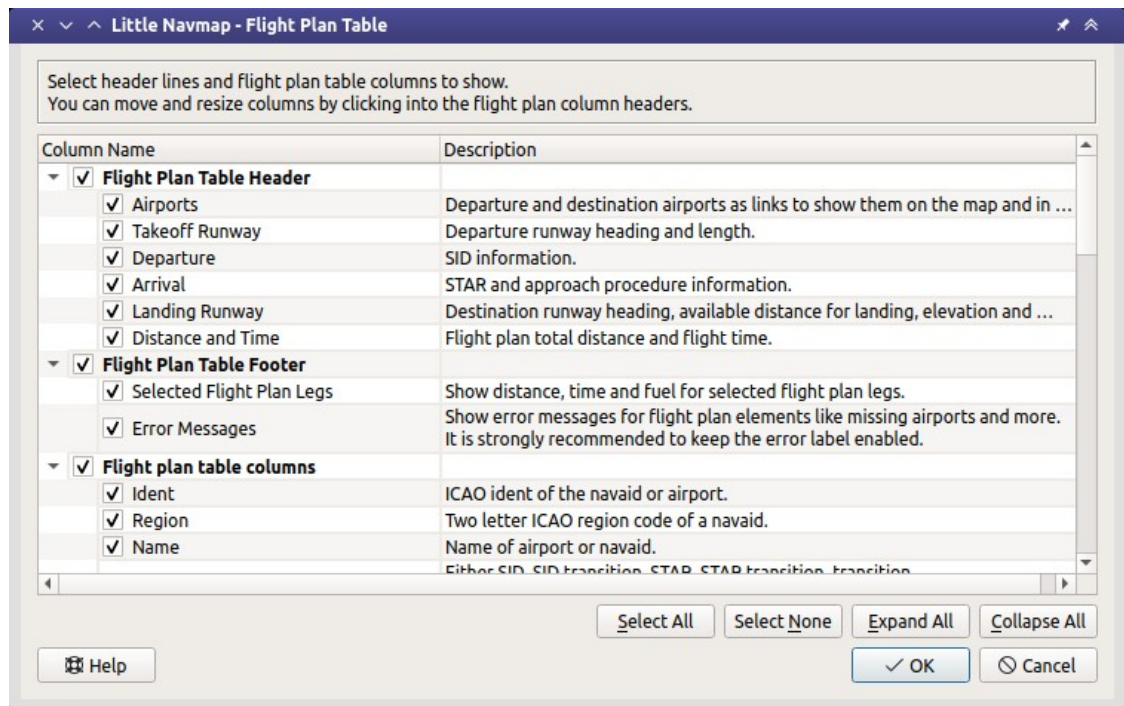 Little Navmap - Flight Plan Table
Select header lines and flight plan table columns to show.
You can move and resize columns by clicking into the flight plan column headers.
Column Name Description
Flight Plan Table Header
Airports Departure and destination airports as links to show them on the map and in ...
Takeoff Runway Departure runway heading and length.
Departure SID information.
Arrival STAR and approach procedure information.
Landing Runway Destination runway heading, available distance for landing, elevation and ...
Distance and Time Flight plan total distance and flight time.
Flight Plan Table Footer
Selected Flight Plan Legs Show distance, time and fuel for selected flight plan legs.
Error Messages Show error messages for flight plan elements like missing airports and more.
It is strongly recommended to keep the error label enabled.
Flight plan table columns
Ident ICAO ident of the navaid or airport.
Region Two letter ICAO region code of a navaid.
Name Name of airport or navaid.
Either SID, SID transition, STAR, STAR transition, transition
Select All Select None Expand All Collapse All
Help OK Cancel